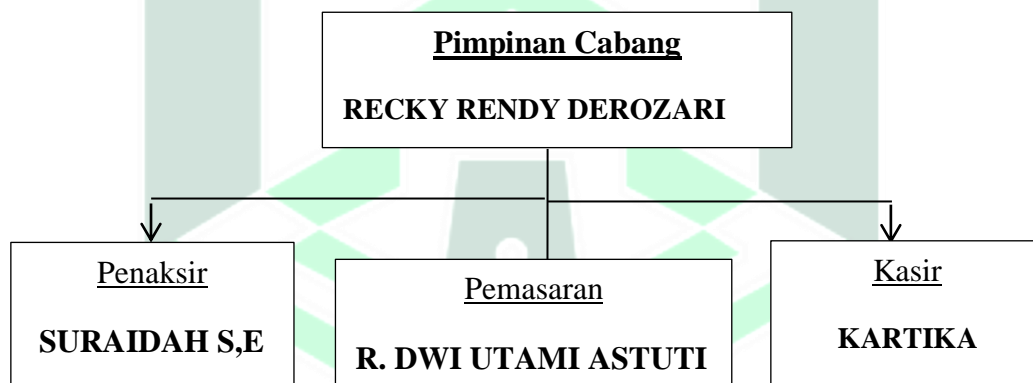 Pimpinan Cabang
RECKY RENDY DEROZARI
Penaksir
SURAIDAH S,E
Pemasaran
R. DWI UTAMI ASTUTI
Kasir
KARTIKA